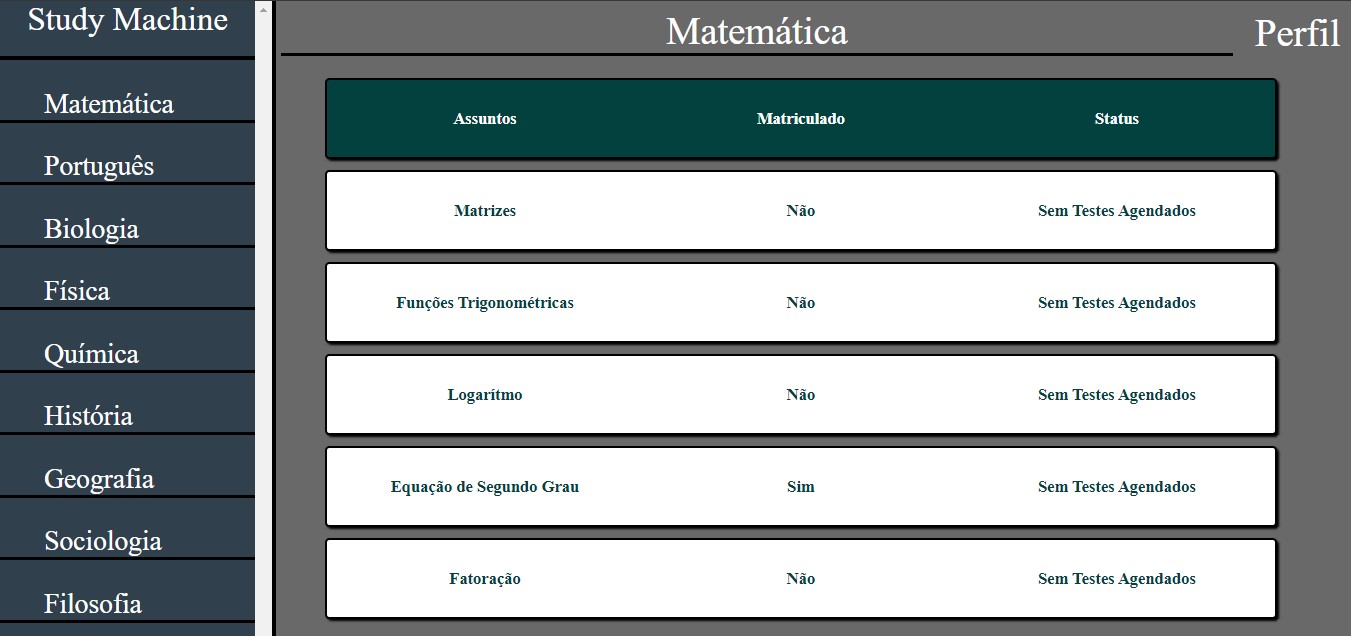 Study Machine
Matemática
Português
Biologia
Física
Química
História
Geografia
Sociologia
Filosofia
Matemática
Perfil
Assuntos Matriculado Status
Matrizes Não Sem Testes Agendados
Funções Trigonométricas Não Sem Testes Agendados
Logarítmo Não Sem Testes Agendados
Equação de Segundo Grau Sim Sem Testes Agendados
Fatoração Não Sem Testes Agendados